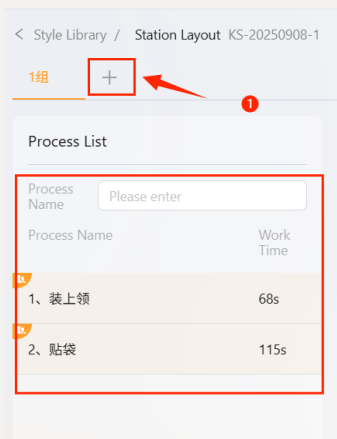 < Style Library / Station Layout KS-20250908-1
1组 +
1
Process List
Process Name Please enter
Process Name Work Time
1、装上领 68s
2、贴袋 115s